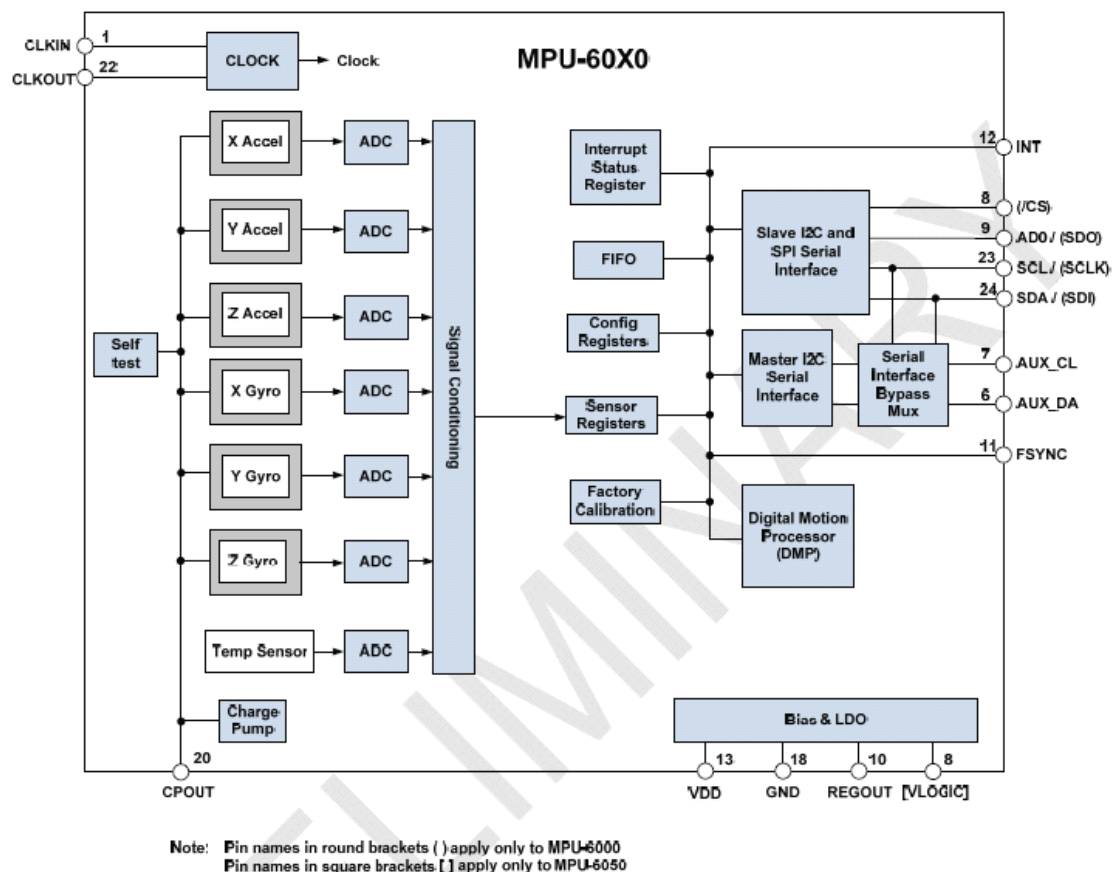 MPU-60X0
CLKIN
1
CLKOUT
22
CLOCK
Clock
X Accel
ADC
Y Accel
ADC
Z Accel
ADC
X Gyro
ADC
Y Gyro
ADC
Z Gyro
ADC
Temp Sensor
ADC
Self
test
Charge
Pump
20
CPOUT
Signal Conditioning
Interrupt
Status
Register
FIFO
Config
Registers
Sensor
Registers
Factory
Calibration
Slave I2C and
SPI Serial
Interface
Master I2C
Serial
Interface
Serial
Interface
Bypass
Mux
Digital Motion
Processor
(DMP)
12
INT
8
(/CS)
9
AD0 / (SDO)
23
SCL / (SCLK)
24
SDA / (SDI)
7
AUX_CL
6
AUX_DA
11
FSYNC
Bias & LDO
13
18
10
8
VDD
GND
REGOUT
[VLOGIC]
Note: Pin names in round brackets ( ) apply only to MPU-6000
Pin names in square brackets [ ] apply only to MPU-6050
ELIMINARY